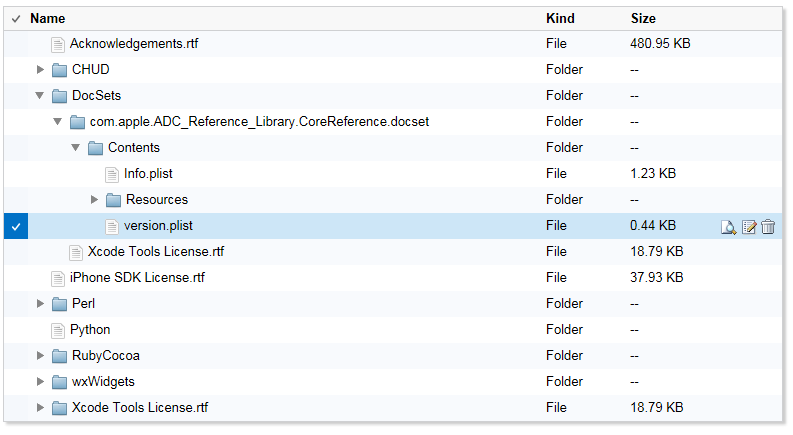 Name Kind Size
Acknowledgements.rtf File 480.95 KB
CHUD Folder --
DocSets Folder --
com.apple.ADC_Reference_Library.CoreReference.docset Folder --
Contents Folder --
Info.plist File 1.23 KB
Resources Folder --
version.plist File 0.44 KB
Xcode Tools License.rtf File 18.79 KB
iPhone SDK License.rtf File 37.93 KB
Perl Folder --
Python Folder --
RubyCocoa Folder --
wxWidgets Folder --
Xcode Tools License.rtf File 18.79 KB